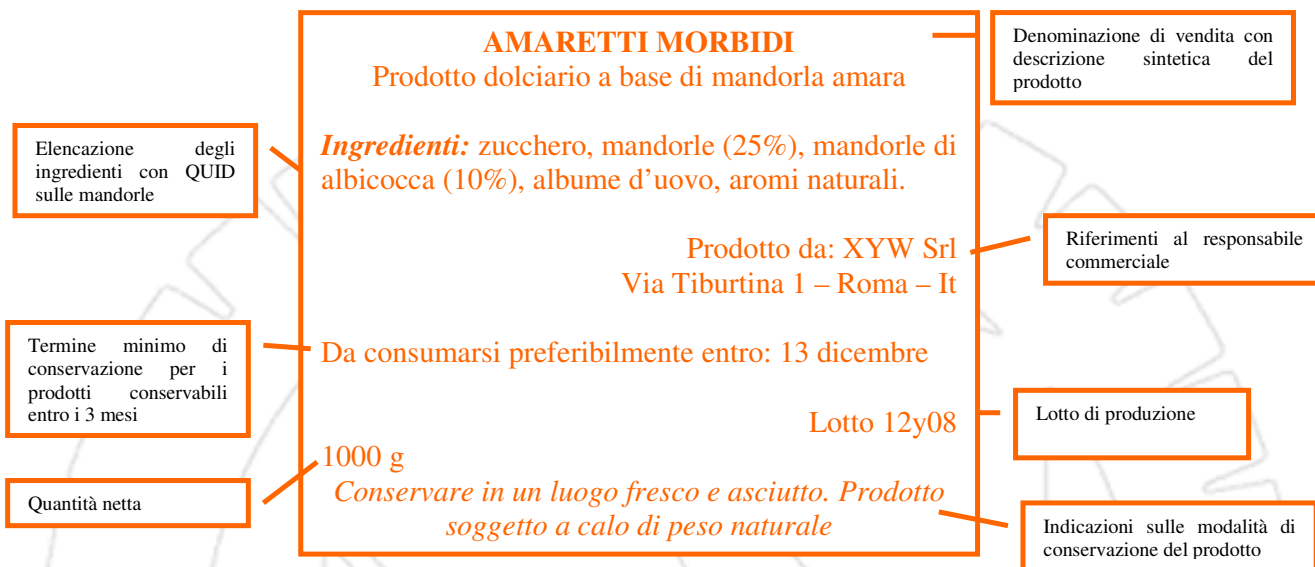 AMARETTI MORBIDI
Prodotto dolciario a base di mandorla amara
Denominazione di vendita con
descrizione sintetica del
prodotto
Elencazione degli
ingredienti con QUID
sulle mandorle
Ingredienti: zucchero, mandorle (25%), mandorle di
albicocca (10%), albume d'uovo, aromi naturali.
Prodotto da: XYW Srl
Via Tiburtina 1 – Roma – It
Riferimenti al responsabile
commerciale
Termine minimo di
conservazione per i
prodotti conservabili
entro i 3 mesi
Da consumarsi preferibilmente entro: 13 dicembre
Lotto 12y08
Lotto di produzione
1000 g
Quantità netta
Conservare in un luogo fresco e asciutto. Prodotto
soggetto a calo di peso naturale
Indicazioni sulle modalità di
conservazione del prodotto